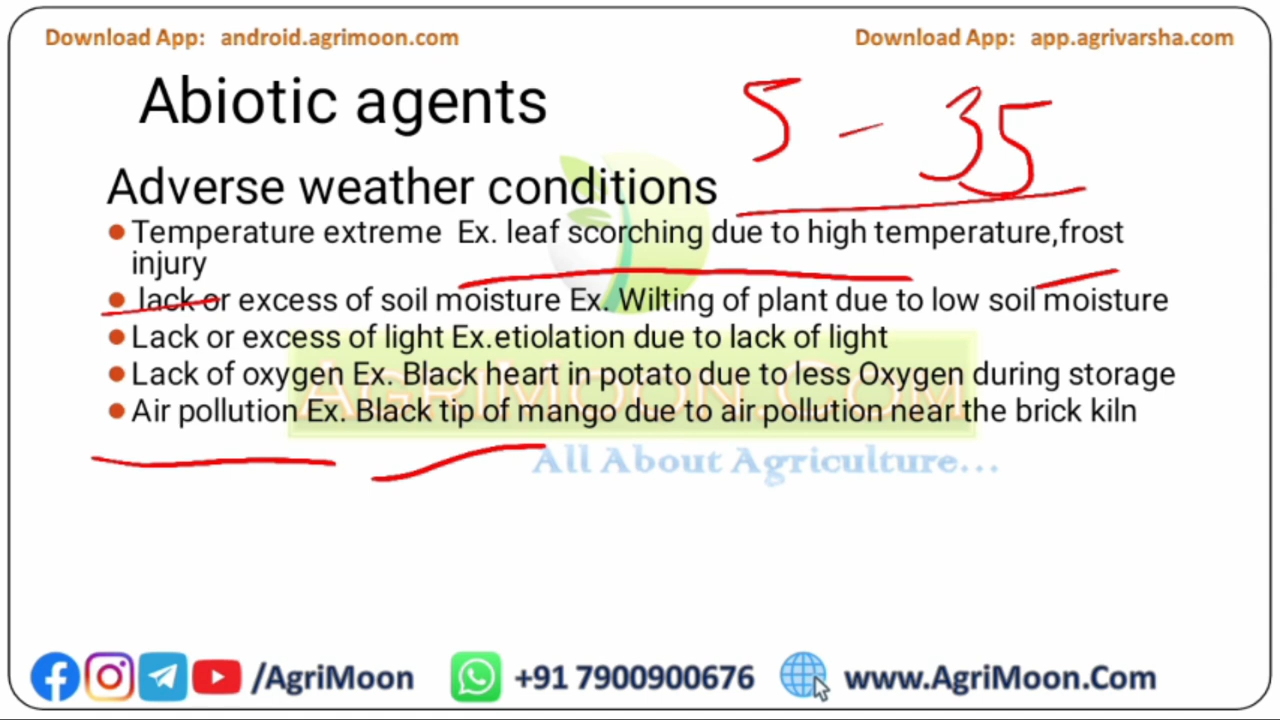 Download App: android.agrimoon.com
Download App: app.agrivarsha.com
Abiotic agents
5 - 35
Adverse weather conditions
● Temperature extreme Ex. leaf scorching due to high temperature,frost
injury
● lack or excess of soil moisture Ex. Wilting of plant due to low soil moisture
● Lack or excess of light Ex.etiolation due to lack of light
● Lack of oxygen Ex. Black heart in potato due to less Oxygen during storage
● Air pollution Ex. Black tip of mango due to air pollution near the brick kiln
AgriMoon.Com
All About Agriculture...
/AgriMoon
+91 7900900676
www.AgriMoon.Com